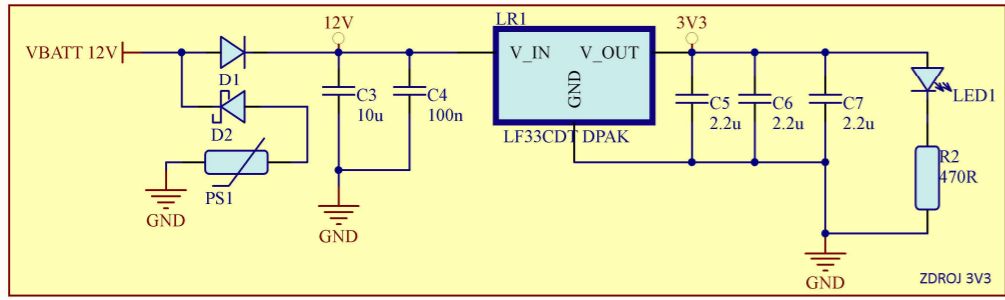 VBATT 12V
D1
D2
PS1
GND
12V
C3
10u
C4
100n
GND
LR1
V_IN
V_OUT
GND
LF33CDT DPAK
3V3
C5
2.2u
C6
2.2u
C7
2.2u
LED1
R2
470R
GND
ZDROJ 3V3